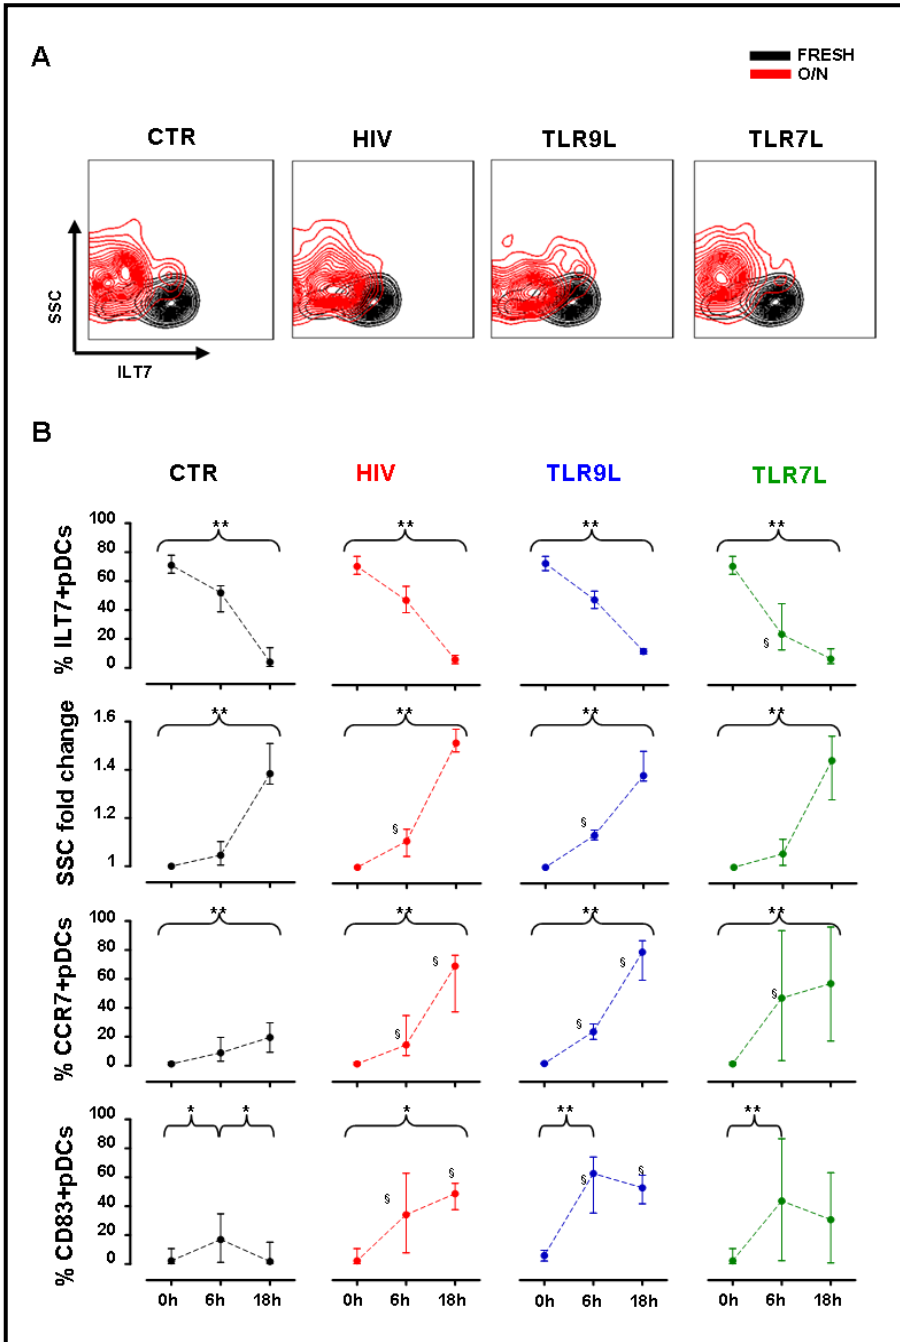 A
FRESH
O/N
CTR HIV TLR9L TLR7L
SSC
ILT7
B
CTR HIV TLR9L TLR7L
% ILT7+pDCs
100
80
60
40
20
0
** ** ** **
§
SSC fold change
1.6
1.4
1.2
1
** ** ** **
§ §
% CCR7+pDCs
100
80
60
40
20
0
** ** ** **
§ § § § §
% CD83+pDCs
100
80
60
40
20
0
* * * ** **
§ § § §
0h 6h 18h 0h 6h 18h 0h 6h 18h 0h 6h 18h